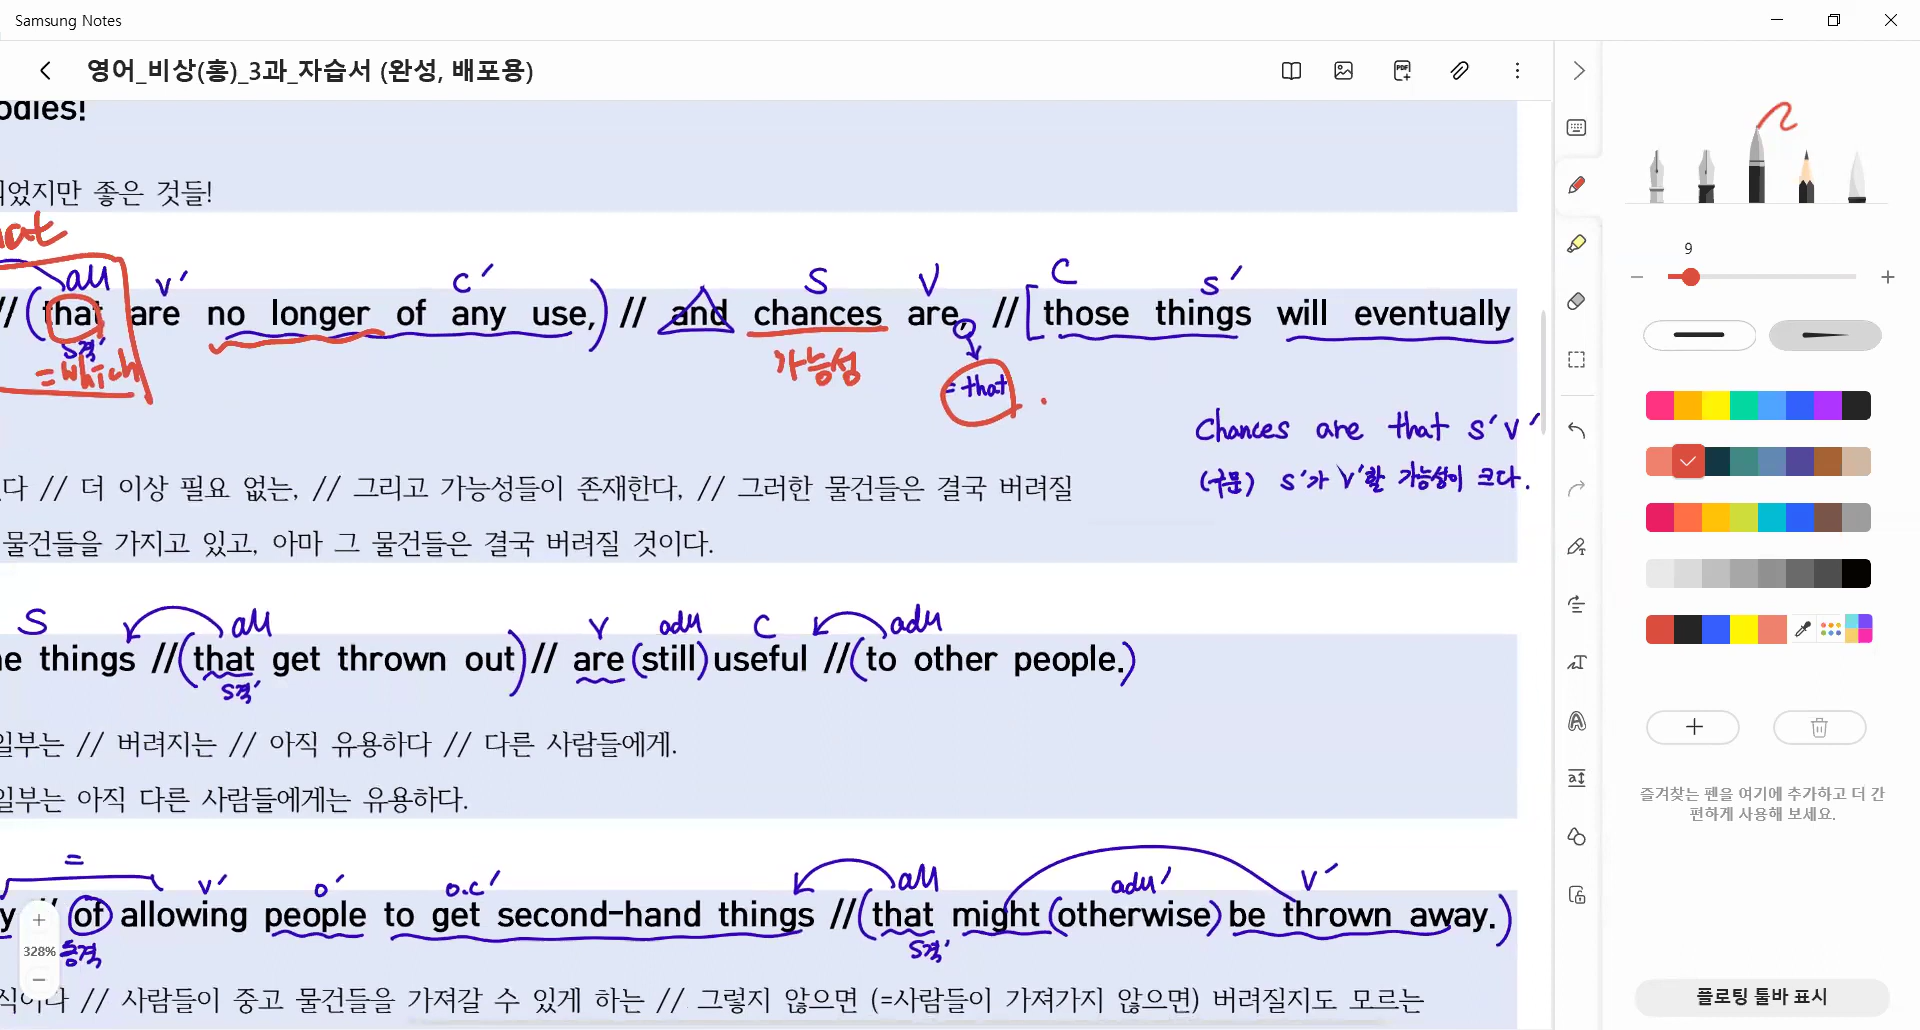 Samsung Notes
영어_비상(홍)_3과_자습서 (완성, 배포용)
odies!
되었지만 좋은 것들!
all v′ c′ S V C s′
//(that are no longer of any use,) // and chances are, // [those things will eventually
s격′
=which 가능성 = that
Chances are that s′ v′
(구문) s′가 v′할 가능성이 크다.
다 // 더 이상 필요 없는, // 그리고 가능성들이 존재한다, // 그러한 물건들은 결국 버려질
물건들을 가지고 있고, 아마 그 물건들은 결국 버려질 것이다.
S all v adu C adu
e things //(that get thrown out)// are (still) useful //(to other people.)
s격′
일부는 // 버려지는 // 아직 유용하다 // 다른 사람들에게.
일부는 아직 다른 사람들에게는 유용하다.
= v′ o′ o.c′ all adu′ v′
y // of allowing people to get second-hand things //(that might (otherwise) be thrown away.)
동격 s격′
식이다 // 사람들이 중고 물건들을 가져갈 수 있게 하는 // 그렇지 않으면 (=사람들이 가져가지 않으면) 버려질지도 모르는
328%
9
즐겨찾는 펜을 여기에 추가하고 더 간
편하게 사용해 보세요.
플로팅 툴바 표시